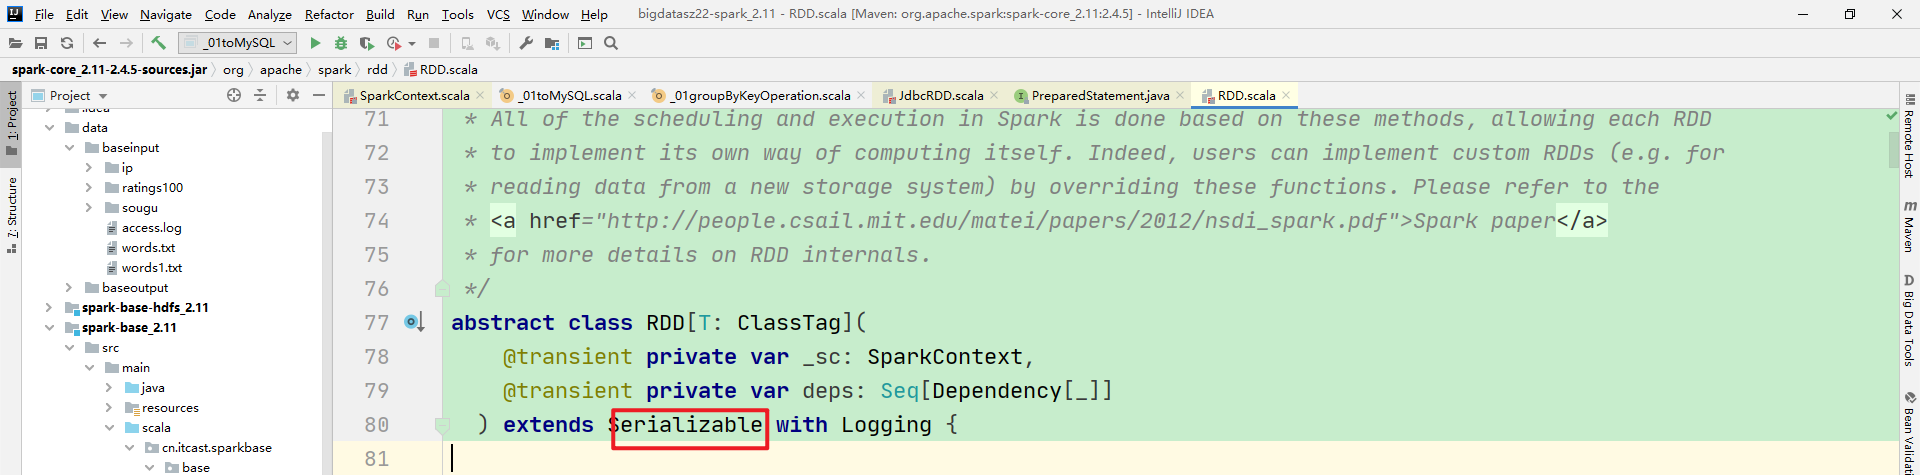 File Edit View Navigate Code Analyze Refactor Build Run Tools VCS Window Help bigdatasz22-spark_2.11 - RDD.scala [Maven: org.apache.spark:spark-core_2.11:2.4.5] - IntelliJ IDEA
_01toMySQL
spark-core_2.11-2.4.5-sources.jar org apache spark rdd RDD.scala
Project SparkContext.scala _01toMySQL.scala _01groupByKeyOperation.scala JdbcRDD.scala PreparedStatement.java RDD.scala
.idea
data
baseinput
ip
ratings100
sougu
access.log
words.txt
words1.txt
baseoutput
spark-base-hdfs_2.11
spark-base_2.11
src
main
java
resources
scala
cn.itcast.sparkbase
base
71 * All of the scheduling and execution in Spark is done based on these methods, allowing each RDD
72 * to implement its own way of computing itself. Indeed, users can implement custom RDDs (e.g. for
73 * reading data from a new storage system) by overriding these functions. Please refer to the
74 * <a href="http://people.csail.mit.edu/matei/papers/2012/nsdi_spark.pdf">Spark paper</a>
75 * for more details on RDD internals.
76 */
77 abstract class RDD[T: ClassTag](
78 @transient private var _sc: SparkContext,
79 @transient private var deps: Seq[Dependency[_]]
80 ) extends Serializable with Logging {
81
1: Project
7: Structure
Remote Host
Maven
Big Data Tools
Bean Validati